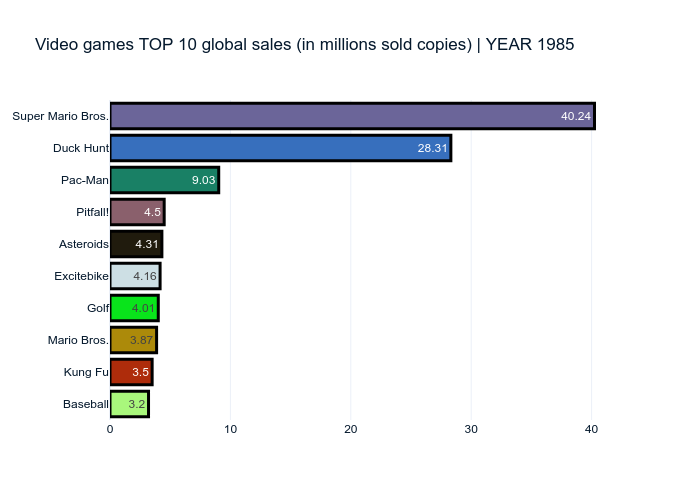 Video games TOP 10 global sales (in millions sold copies) | YEAR 1985
Super Mario Bros. 40.24
Duck Hunt 28.31
Pac-Man 9.03
Pitfall! 4.5
Asteroids 4.31
Excitebike 4.16
Golf 4.01
Mario Bros. 3.87
Kung Fu 3.5
Baseball 3.2
0 10 20 30 40